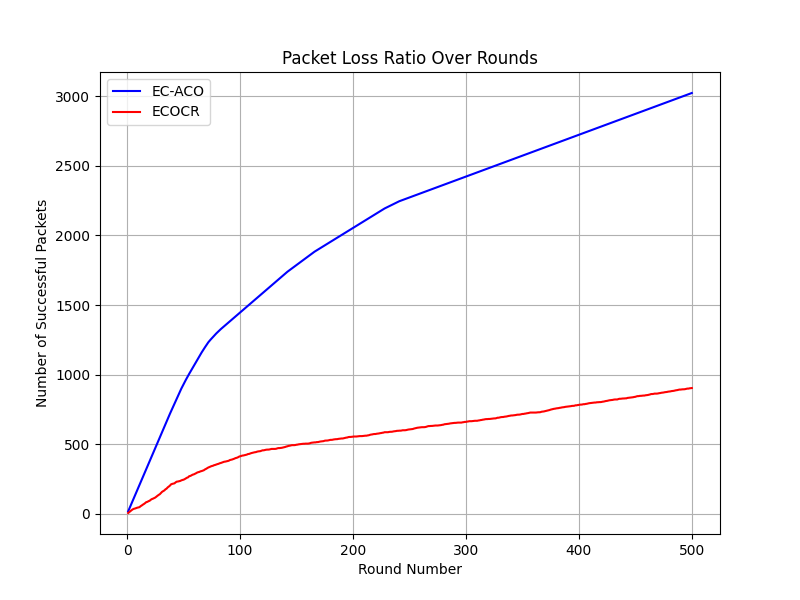 Packet Loss Ratio Over Rounds
EC-ACO
ECOCR
Number of Successful Packets
3000
2500
2000
1500
1000
500
0
0 100 200 300 400 500
Round Number